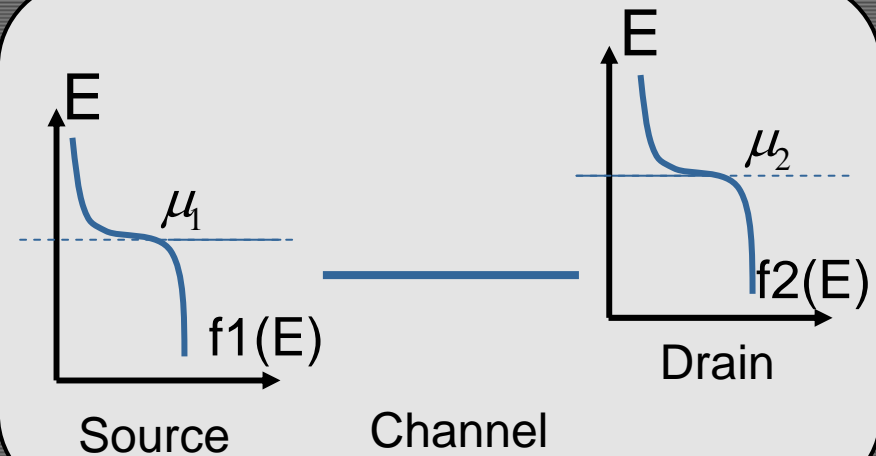 E
μ1
f1(E)
Source
Channel
E
μ2
f2(E)
Drain